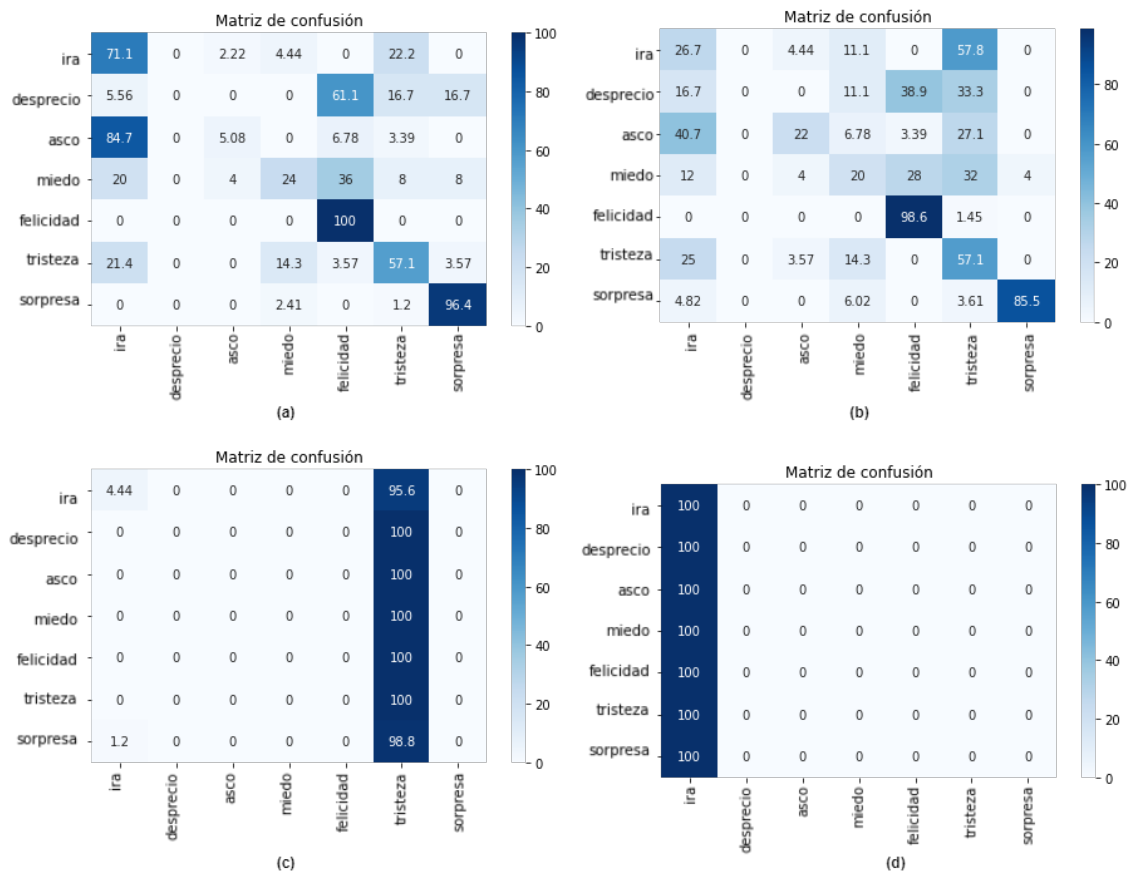 Matriz de confusión
ira 71.1 0 2.22 4.44 0 22.2 0
desprecio 5.56 0 0 0 61.1 16.7 16.7
asco 84.7 0 5.08 0 6.78 3.39 0
miedo 20 0 4 24 36 8 8
felicidad 0 0 0 0 100 0 0
tristeza 21.4 0 0 14.3 3.57 57.1 3.57
sorpresa 0 0 0 2.41 0 1.2 96.4
ira desprecio asco miedo felicidad tristeza sorpresa
100
80
60
40
20
0
(a)
Matriz de confusión
ira 26.7 0 4.44 11.1 0 57.8 0
desprecio 16.7 0 0 11.1 38.9 33.3 0
asco 40.7 0 22 6.78 3.39 27.1 0
miedo 12 0 4 20 28 32 4
felicidad 0 0 0 0 98.6 1.45 0
tristeza 25 0 3.57 14.3 0 57.1 0
sorpresa 4.82 0 0 6.02 0 3.61 85.5
ira desprecio asco miedo felicidad tristeza sorpresa
80
60
40
20
0
(b)
Matriz de confusión
ira 4.44 0 0 0 0 95.6 0
desprecio 0 0 0 0 0 100 0
asco 0 0 0 0 0 100 0
miedo 0 0 0 0 0 100 0
felicidad 0 0 0 0 0 100 0
tristeza 0 0 0 0 0 100 0
sorpresa 1.2 0 0 0 0 98.8 0
ira desprecio asco miedo felicidad tristeza sorpresa
100
80
60
40
20
0
(c)
Matriz de confusión
ira 100 0 0 0 0 0 0
desprecio 100 0 0 0 0 0 0
asco 100 0 0 0 0 0 0
miedo 100 0 0 0 0 0 0
felicidad 100 0 0 0 0 0 0
tristeza 100 0 0 0 0 0 0
sorpresa 100 0 0 0 0 0 0
ira desprecio asco miedo felicidad tristeza sorpresa
100
80
60
40
20
0
(d)